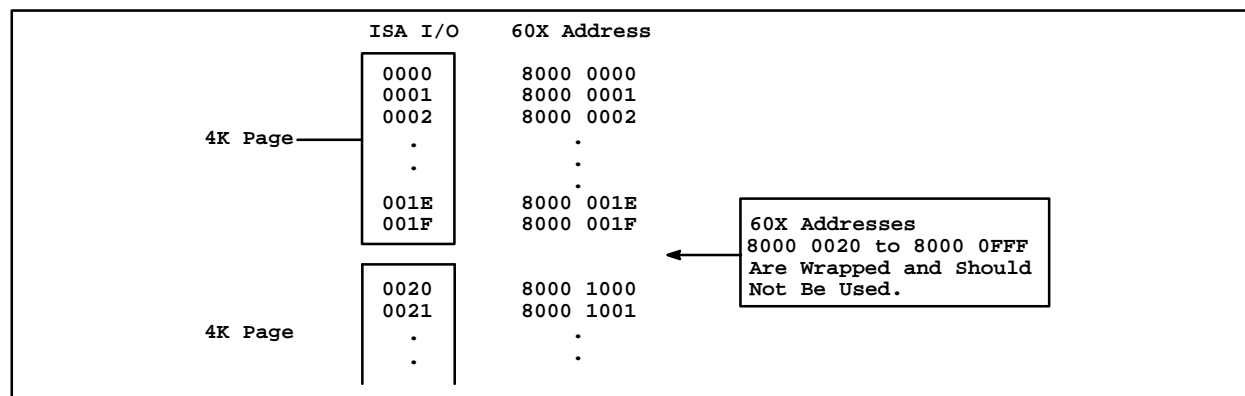 ISA I/O 60X Address
0000 8000 0000
0001 8000 0001
0002 8000 0002
4K Page
. .
. .
.
001E 8000 001E
001F 8000 001F
60X Addresses
8000 0020 to 8000 0FFF
Are Wrapped and Should
Not Be Used.
0020 8000 1000
0021 8000 1001
4K Page
. .
. .